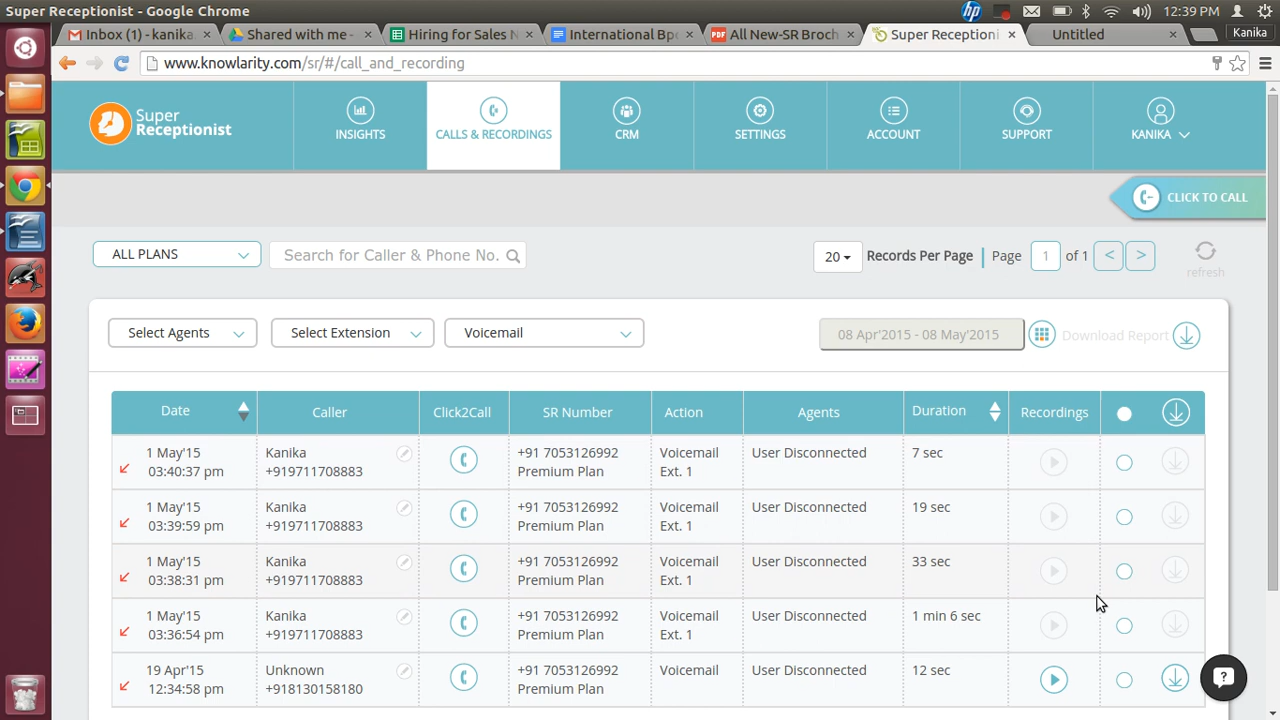 Super Receptionist - Google Chrome
12:39 PM
Inbox (1) - kanika.
Shared with me -
Hiring for Sales N
International Bpo
All New-SR Broch
Super Receptioni
Untitled
Kanika
www.knowlarity.com/sr/#/call_and_recording
Super
Receptionist
INSIGHTS
CALLS & RECORDINGS
CRM
SETTINGS
ACCOUNT
SUPPORT
KANIKA
CLICK TO CALL
ALL PLANS
Search for Caller & Phone No.
20
Records Per Page
Page
1
of 1
<
>
refresh
Select Agents
Select Extension
Voicemail
08 Apr'2015 - 08 May'2015
Download Report
Date
Caller
Click2Call
SR Number
Action
Agents
Duration
Recordings
1 May'15
03:40:37 pm
Kanika
+919711708883
+91 7053126992
Premium Plan
Voicemail
Ext. 1
User Disconnected
7 sec
1 May'15
03:39:59 pm
Kanika
+919711708883
+91 7053126992
Premium Plan
Voicemail
Ext. 1
User Disconnected
19 sec
1 May'15
03:38:31 pm
Kanika
+919711708883
+91 7053126992
Premium Plan
Voicemail
Ext. 1
User Disconnected
33 sec
1 May'15
03:36:54 pm
Kanika
+919711708883
+91 7053126992
Premium Plan
Voicemail
Ext. 1
User Disconnected
1 min 6 sec
19 Apr'15
12:34:58 pm
Unknown
+918130158180
+91 7053126992
Premium Plan
Voicemail
User Disconnected
12 sec